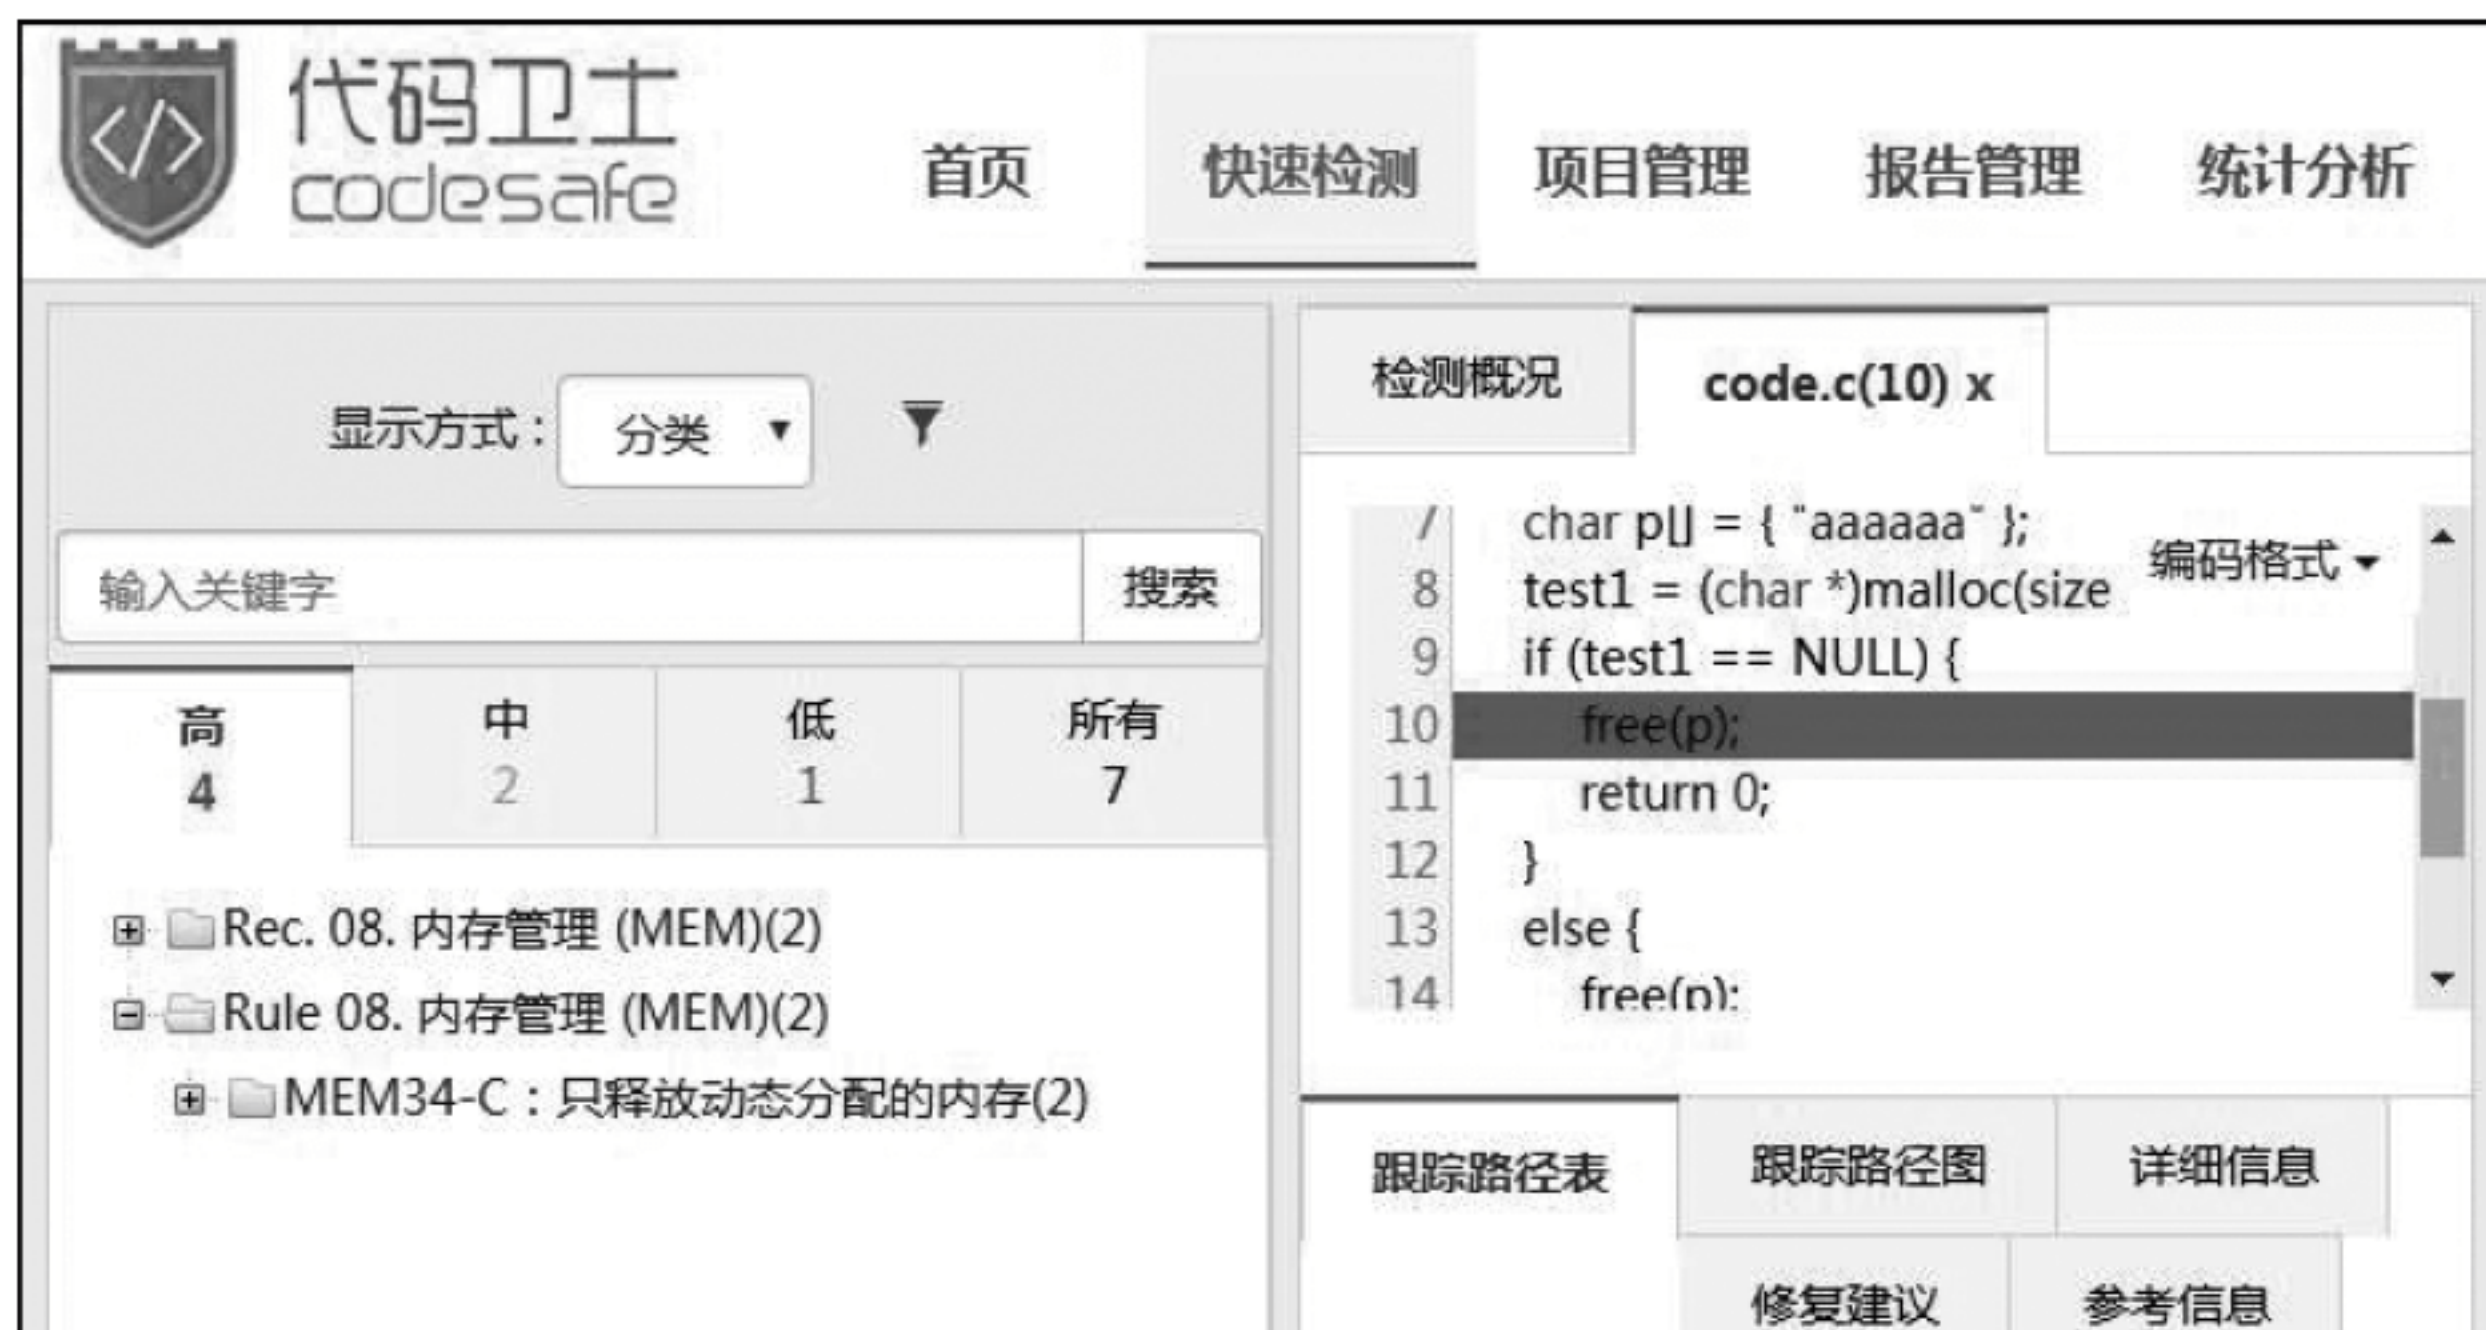 代码卫士
codesafe
首页 快速检测 项目管理 报告管理 统计分析
显示方式： 分类
输入关键字 搜索
高 中 低 所有
4 2 1 7
Rec. 08. 内存管理 (MEM)(2)
Rule 08. 内存管理 (MEM)(2)
MEM34-C：只释放动态分配的内存(2)
检测概况 code.c(10) x
编码格式
7 char p[] = { "aaaaaa" };
8 test1 = (char *)malloc(size
9 if (test1 == NULL) {
10 free(p);
11 return 0;
12 }
13 else {
14 free(p);
跟踪路径表 跟踪路径图 详细信息
修复建议 参考信息